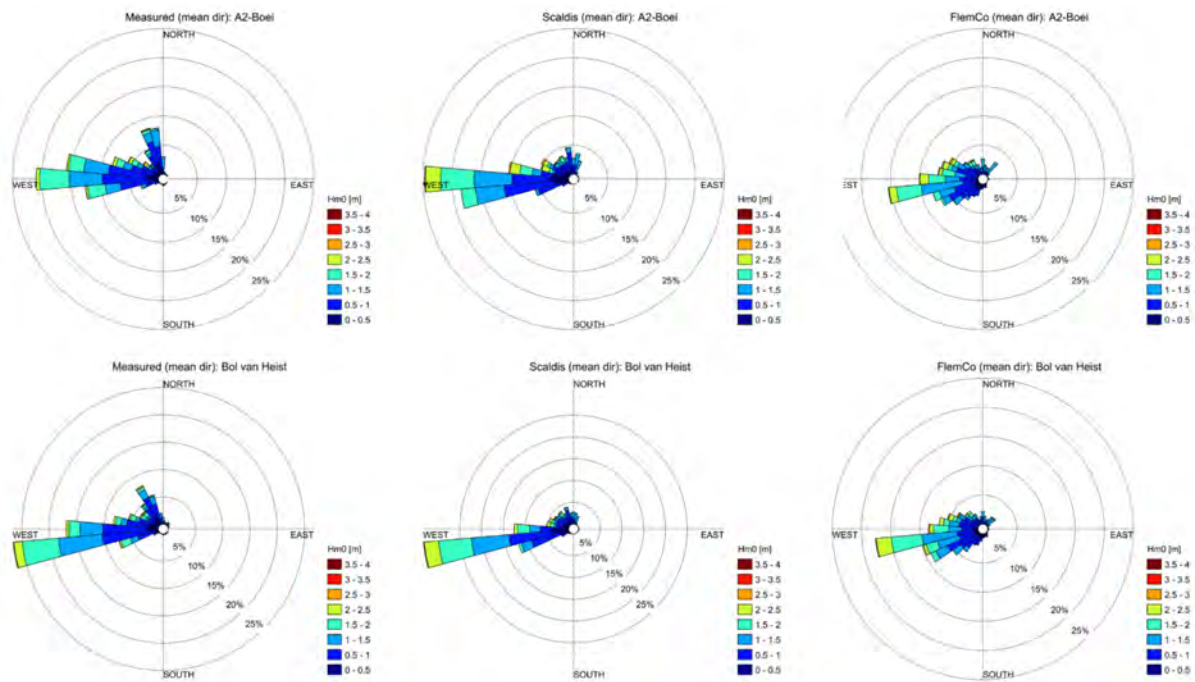 Measured (mean dir): A2-Boei
NORTH
WEST
EAST
SOUTH
5%
10%
15%
20%
25%
Hm0 [m]
3.5 - 4
3 - 3.5
2.5 - 3
2 - 2.5
1.5 - 2
1 - 1.5
0.5 - 1
0 - 0.5
Scaldis (mean dir): A2-Boei
NORTH
WEST
EAST
SOUTH
5%
10%
15%
20%
25%
Hm0 [m]
3.5 - 4
3 - 3.5
2.5 - 3
2 - 2.5
1.5 - 2
1 - 1.5
0.5 - 1
0 - 0.5
FlemCo (mean dir): A2-Boei
NORTH
EST
EAST
SOUTH
5%
10%
15%
20%
25%
Hm0 [m]
3.5 - 4
3 - 3.5
2.5 - 3
2 - 2.5
1.5 - 2
1 - 1.5
0.5 - 1
0 - 0.5
Measured (mean dir): Bol van Heist
NORTH
WEST
EAST
SOUTH
5%
10%
15%
20%
25%
Hm0 [m]
3.5 - 4
3 - 3.5
2.5 - 3
2 - 2.5
1.5 - 2
1 - 1.5
0.5 - 1
0 - 0.5
Scaldis (mean dir): Bol van Heist
NORTH
WEST
EAST
SOUTH
5%
10%
15%
20%
25%
Hm0 [m]
3.5 - 4
3 - 3.5
2.5 - 3
2 - 2.5
1.5 - 2
1 - 1.5
0.5 - 1
0 - 0.5
FlemCo (mean dir): Bol van Heist
NORTH
WEST
EAST
SOUTH
5%
10%
15%
20%
25%
Hm0 [m]
3.5 - 4
3 - 3.5
2.5 - 3
2 - 2.5
1.5 - 2
1 - 1.5
0.5 - 1
0 - 0.5